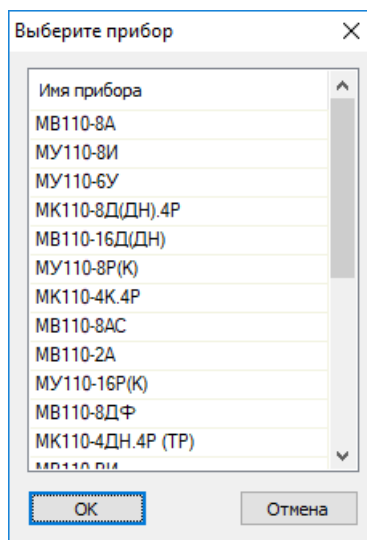 Выберите прибор
Имя прибора
МВ110-8А
МУ110-8И
МУ110-6У
МК110-8Д(ДН).4Р
МВ110-16Д(ДН)
МУ110-8Р(К)
МК110-4К.4Р
МВ110-8АС
МВ110-2А
МУ110-16Р(К)
МВ110-8ДФ
МК110-4ДН.4Р (ТР)
ОК
Отмена